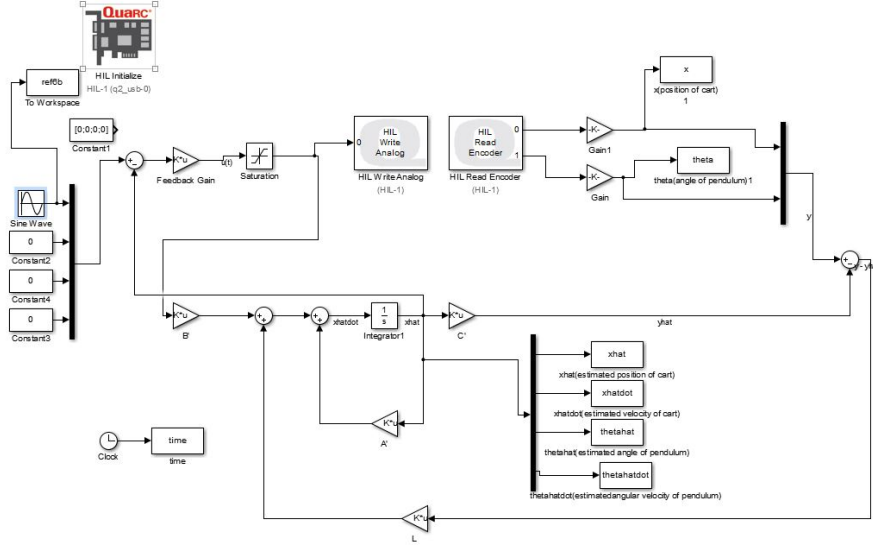 QUARC
HIL Initialize
HIL-1 (q2_usb-0)
ref6b
To Workspace
[0;0;0;0]
Constant1
K*u
Feedback Gain
u(t)
Saturation
0
HIL
Write
Analog
HIL Write Analog
(HIL-1)
HIL
Read
Encoder
0
1
HIL Read Encoder
(HIL-1)
-K-
Gain1
-K-
Gain
x
x(position of cart)
1
theta
theta(angle of pendulum)1
y
Sine Wave
0
Constant2
0
Constant4
0
Constant3
K*u
B'
xhatdot
1
s
Integrator1
xhat
K*u
C'
yhat
K*u
A'
xhat
xhat(estimated position of cart)
xhatdot
xhatdot(estimated velocity of cart)
thetahat
thetahat(estimated angle of pendulum)
thetahatdot
thetahatdot(estimatedangular velocity of pendulum)
Clock
time
time
K*u
L